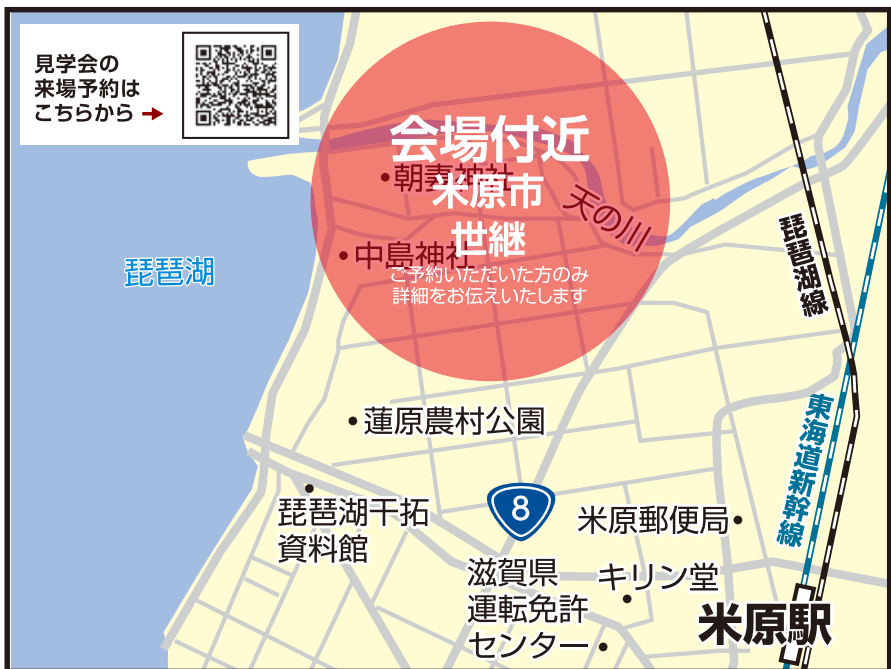 見学会の
来場予約は
こちらから ➞
会場付近
米原市
世継
ご予約いただいた方のみ
詳細をお伝えいたします
朝妻神社
天の川
中島神社
琵琶湖
琵琶湖線
東海道新幹線
蓮原農村公園
琵琶湖干拓
資料館
8
米原郵便局
滋賀県
運転免許
センター
キリン堂
米原駅